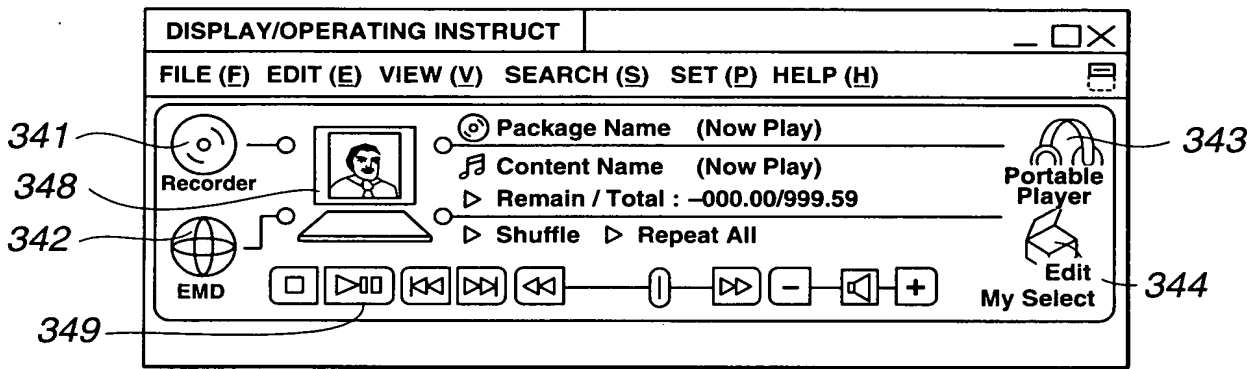 DISPLAY/OPERATING INSTRUCT
FILE (F) EDIT (E) VIEW (V) SEARCH (S) SET (P) HELP (H)
341
Recorder
348
342
EMD
349
Package Name (Now Play)
Content Name (Now Play)
Remain / Total : –000.00/999.59
Shuffle Repeat All
343
Portable
Player
Edit
My Select
344